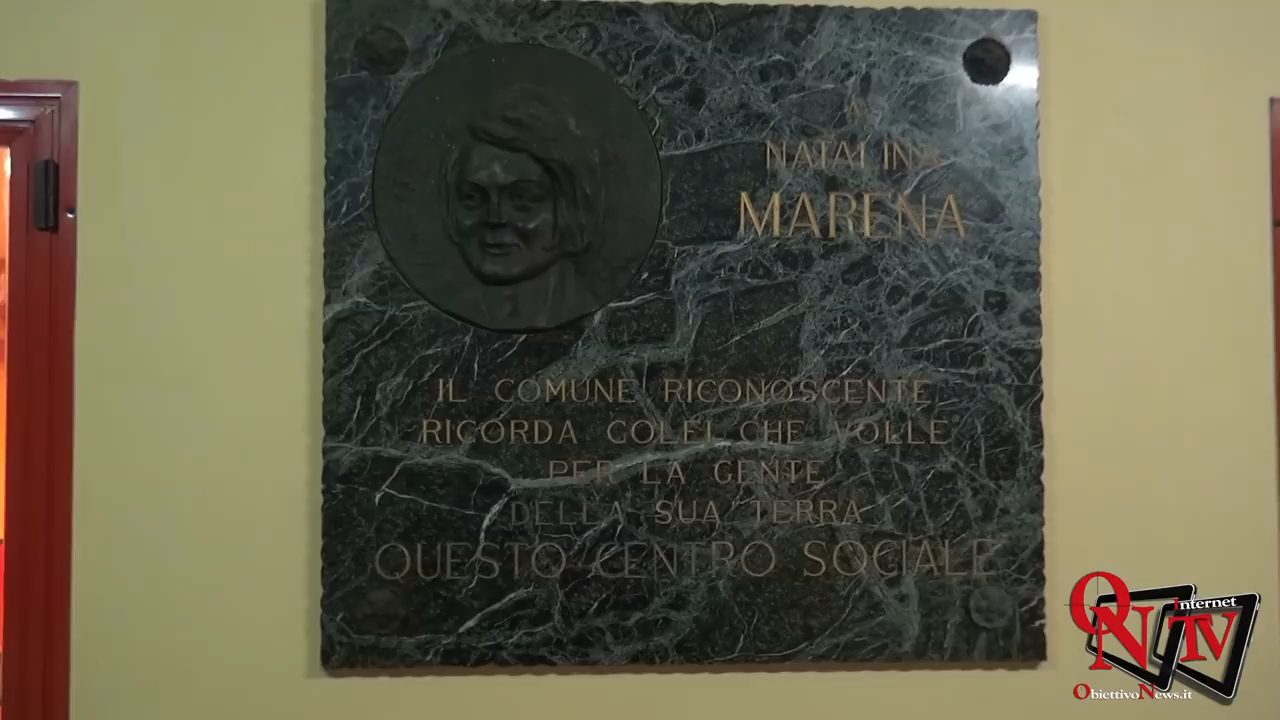 A
NATALINA
MARENA
IL COMUNE RICONOSCENTE
RICORDA COLEI CHE VOLLE
PER LA GENTE
DELLA SUA TERRA
QUESTO CENTRO SOCIALE
ON
Internet
TV
ObiettivoNews.it